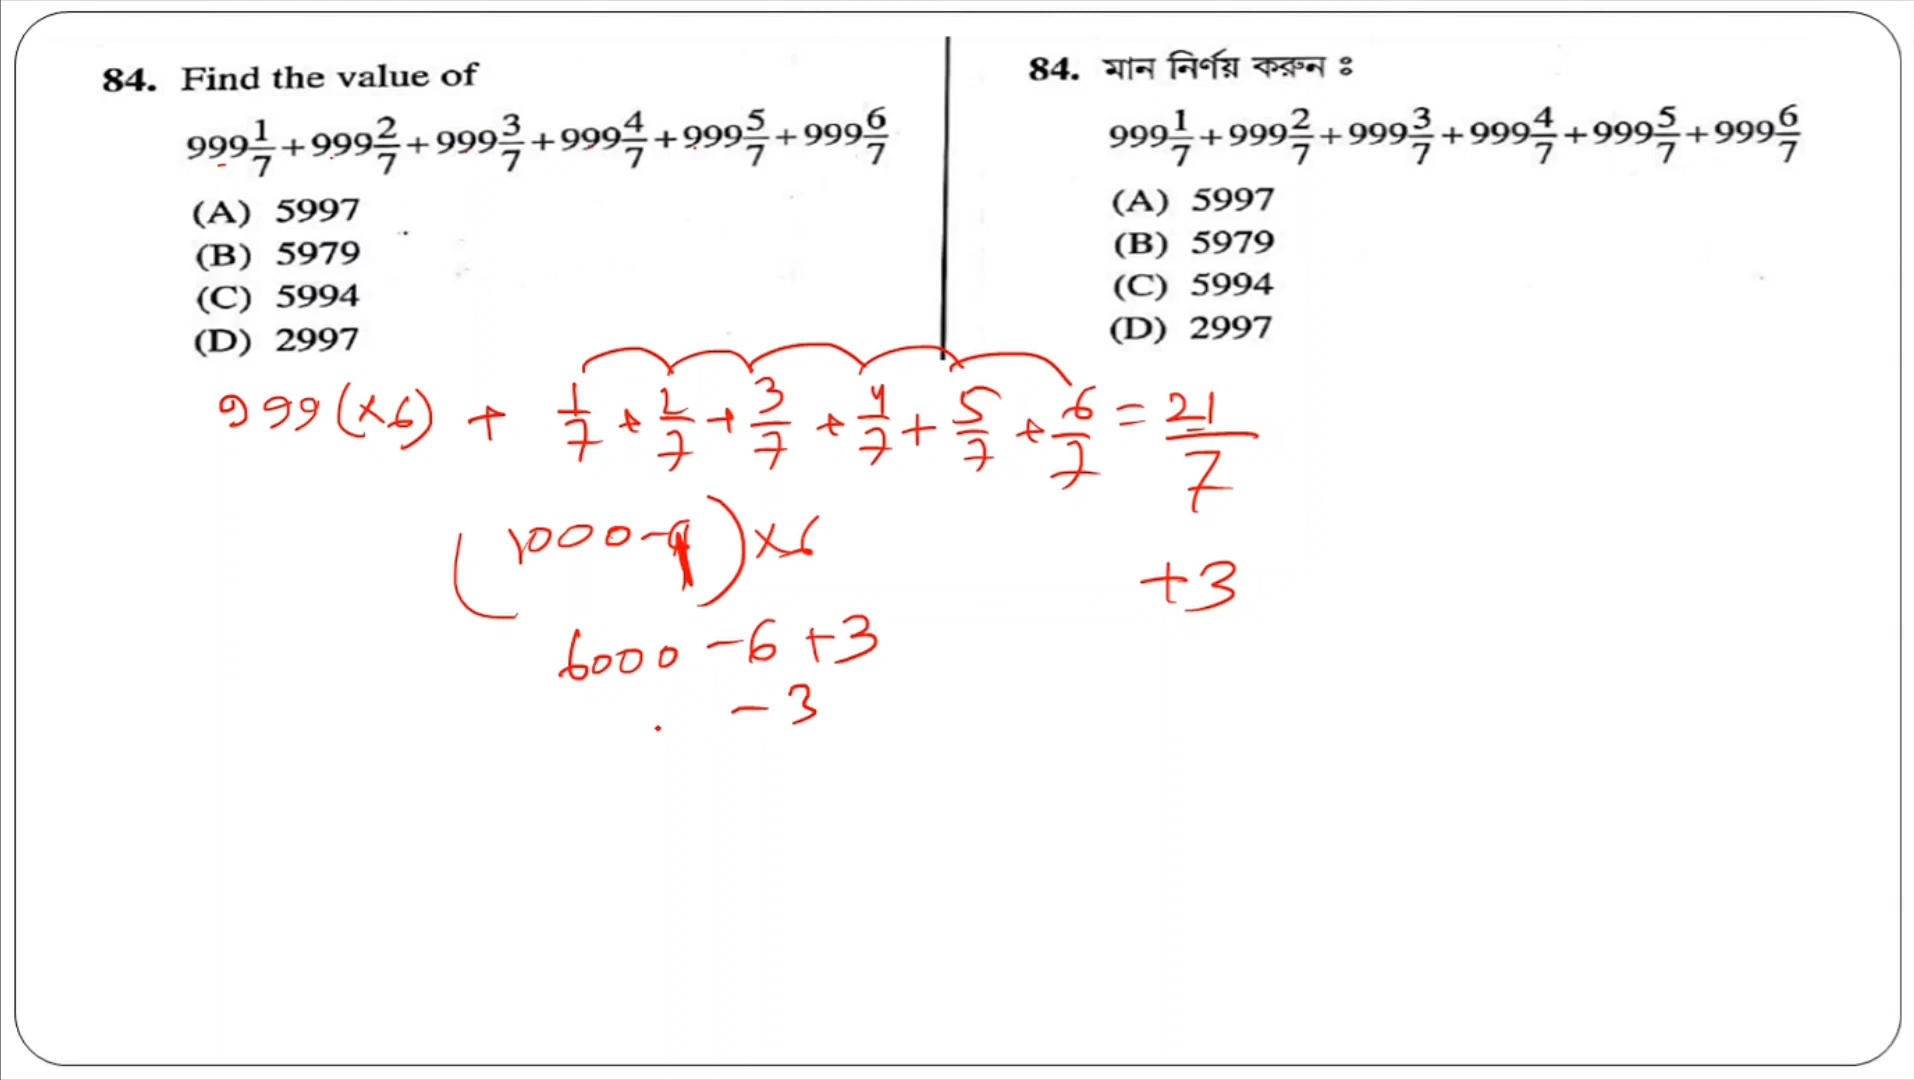 84. Find the value of
999 1/7 + 999 2/7 + 999 3/7 + 999 4/7 + 999 5/7 + 999 6/7
(A) 5997
(B) 5979
(C) 5994
(D) 2997
84. মান নির্ণয় করুন ঃ
999 1/7 + 999 2/7 + 999 3/7 + 999 4/7 + 999 5/7 + 999 6/7
(A) 5997
(B) 5979
(C) 5994
(D) 2997
999 (×6) + 1/7 + 2/7 + 3/7 + 4/7 + 5/7 + 6/7 = 21/7
(1000 - 1) ×6
+3
6000 - 6 + 3
- 3